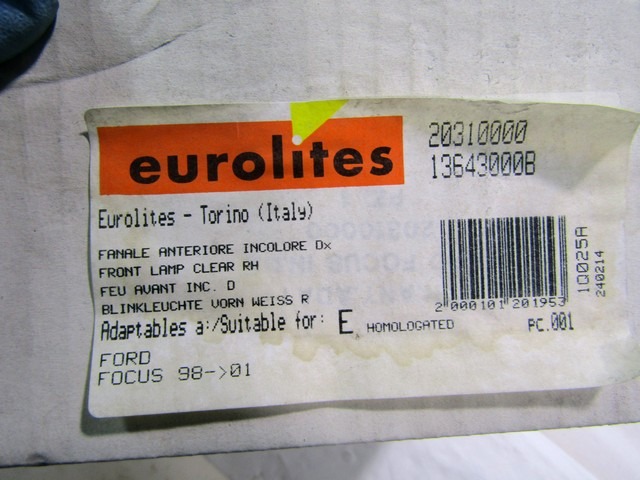 eurolites
20310000
13643000B
Eurolites - Torino (Italy)
FANALE ANTERIORE INCOLORE Dx
FRONT LAMP CLEAR RH
FEU AVANT INC. D
BLINKLEUCHTE VORN WEISS R
Adaptables a:/Suitable for: E HOMOLOGATED
FORD
FOCUS 98->01
2 000101 201953
PC.001
1Q025A
240214